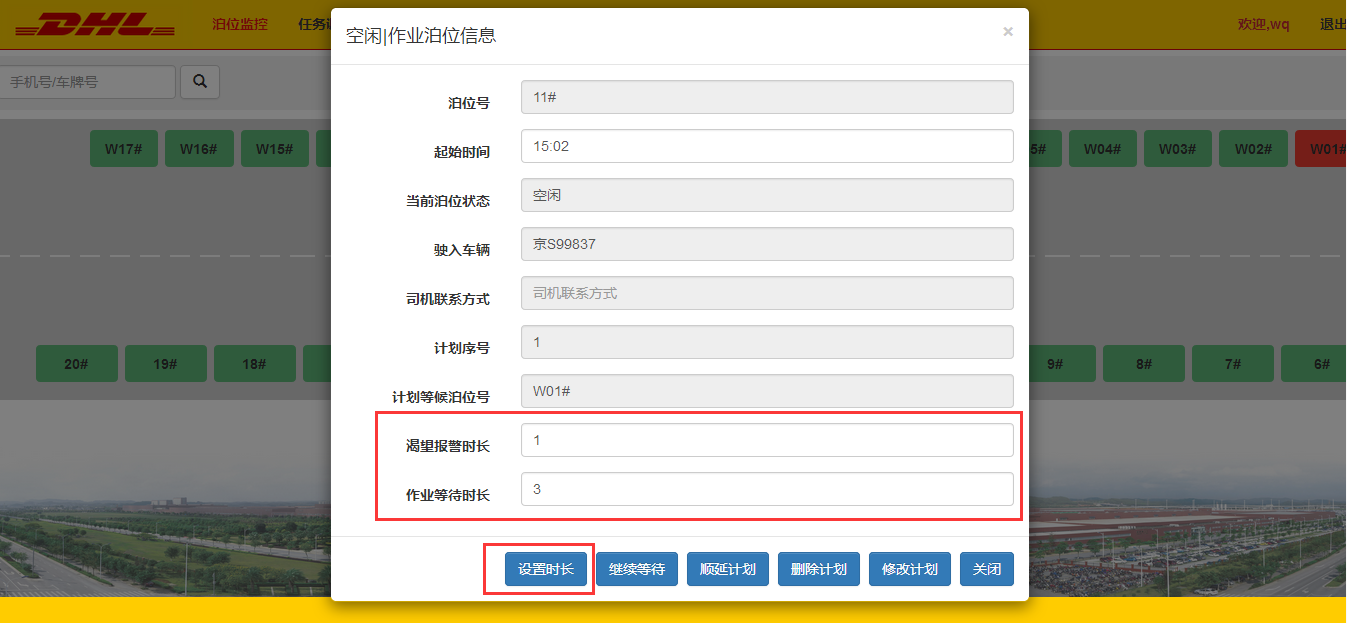 DHL 泊位监控 任务 欢迎,wq 退出
空闲|作业泊位信息 ×
手机号/车牌号
泊位号 11#
W17# W16# W15# 5# W04# W03# W02# W01#
起始时间 15:02
当前泊位状态 空闲
驶入车辆 京S99837
司机联系方式 司机联系方式
计划序号 1
20# 19# 18# 9# 8# 7# 6#
计划等候泊位号 W01#
渴望报警时长 1
作业等待时长 3
设置时长 继续等待 顺延计划 删除计划 修改计划 关闭